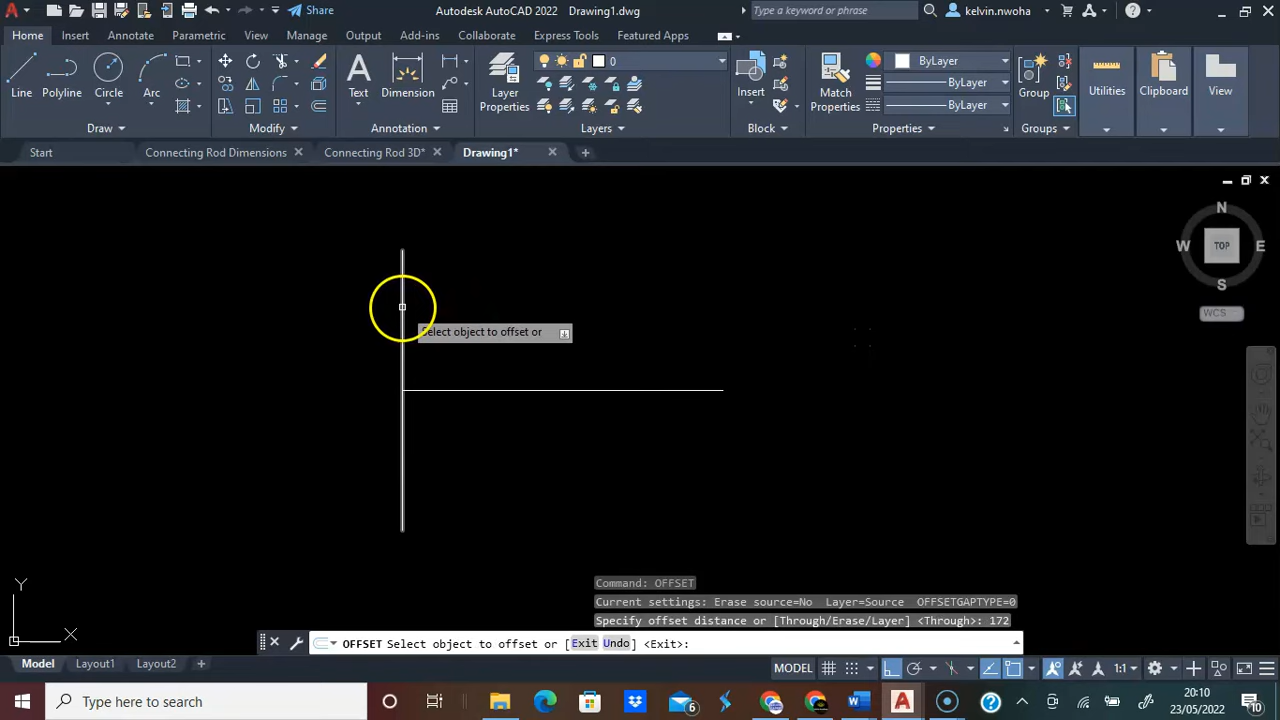 Share
Autodesk AutoCAD 2022 Drawing1.dwg
Type a keyword or phrase
kelvin.nwoha
Home Insert Annotate Parametric View Manage Output Add-ins Collaborate Express Tools Featured Apps
0
ByLayer
ByLayer
ByLayer
Line Polyline Circle Arc
Text Dimension
Layer Properties
Insert
Match Properties
Group
Utilities Clipboard View
Draw Modify Annotation Layers Block Properties Groups
Start Connecting Rod Dimensions Connecting Rod 3D* Drawing1*
N
W TOP E
S
WCS
Select object to offset or
Y
X
Command: OFFSET
Current settings: Erase source=No Layer=Source OFFSETGAPTYPE=0
Specify offset distance or [Through/Erase/Layer] <Through>: 172
OFFSET Select object to offset or [Exit Undo] <Exit>:
Model Layout1 Layout2
MODEL 1:1
Type here to search
6
20:10
23/05/2022
10